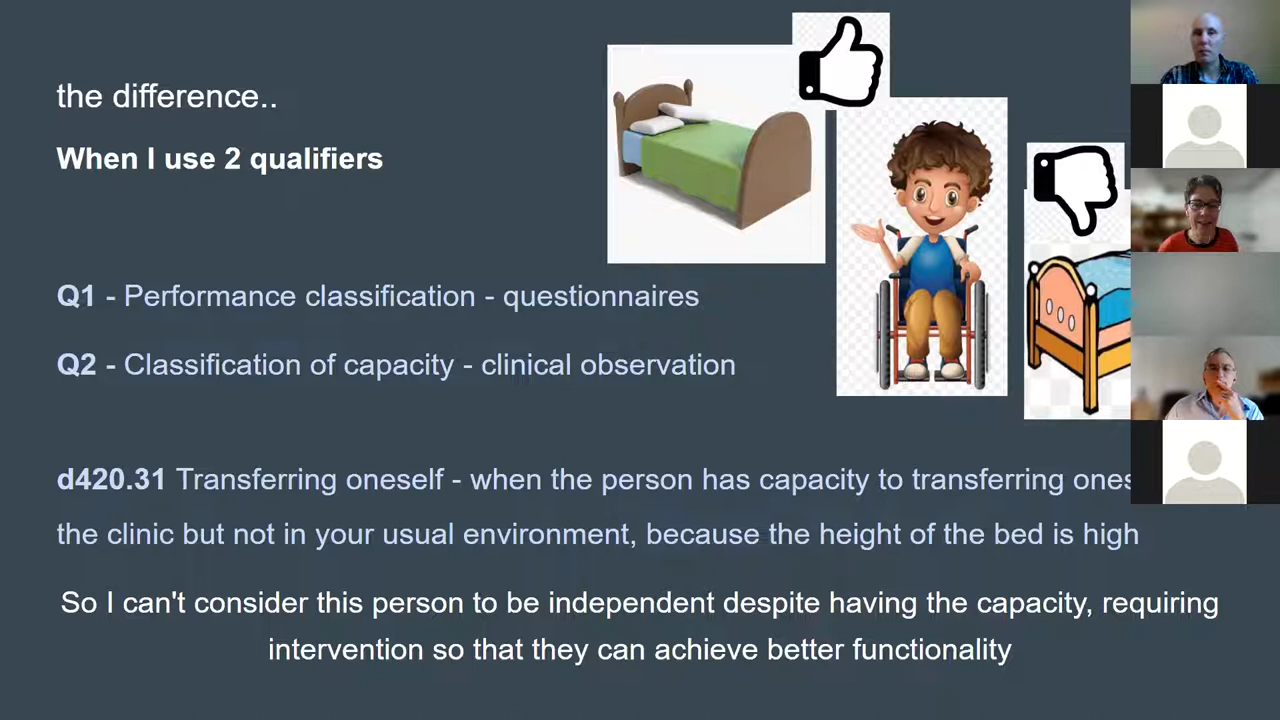 the difference..
When I use 2 qualifiers
Q1 - Performance classification - questionnaires
Q2 - Classification of capacity - clinical observation
d420.31 Transferring oneself - when the person has capacity to transferring
the clinic but not in your usual environment, because the height of the bed is high
So I can't consider this person to be independent despite having the capacity, requiring
intervention so that they can achieve better functionality